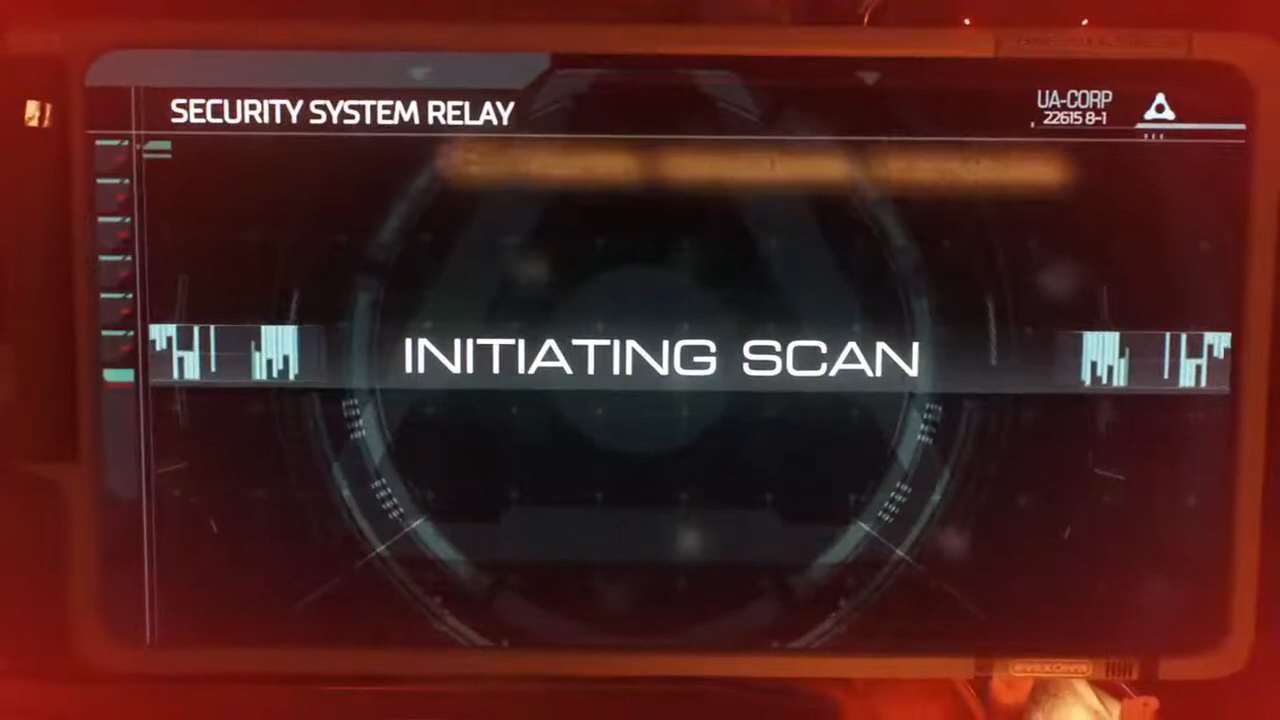 SECURITY SYSTEM RELAY
UA-CORP
22615 8-1
INITIATING SCAN